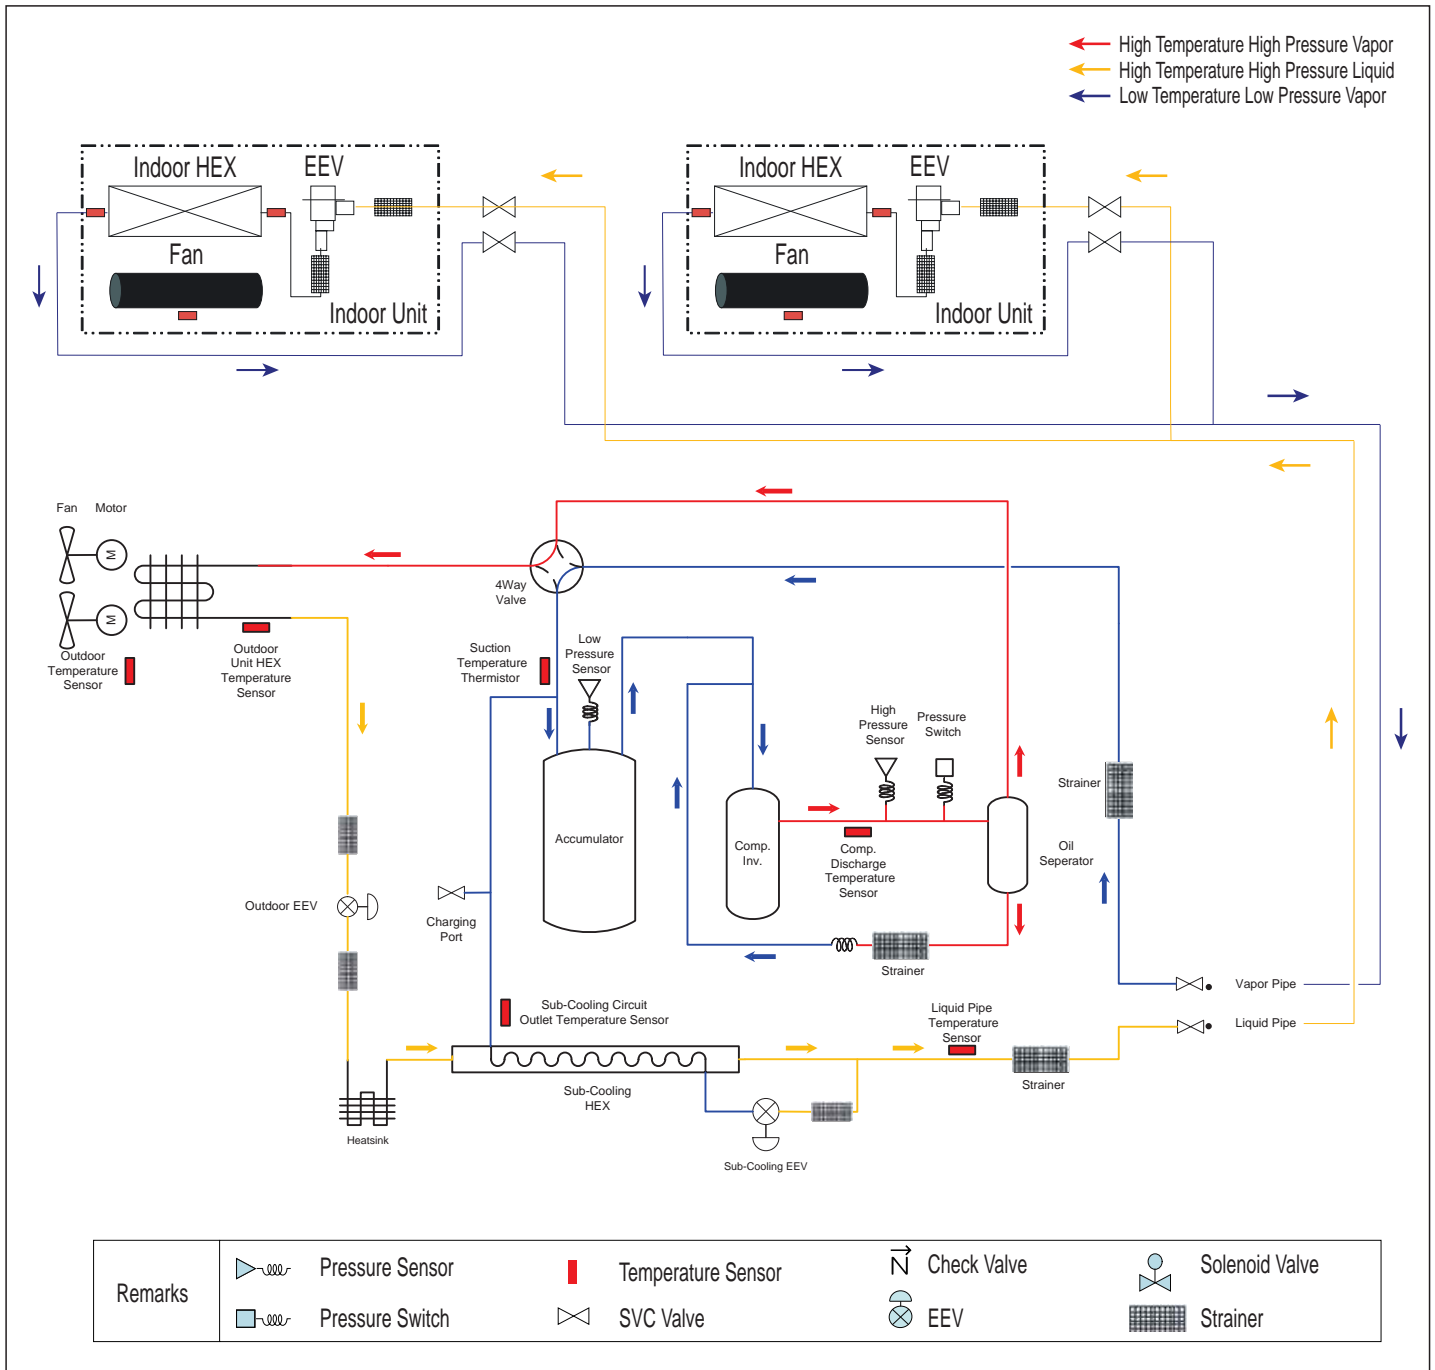 High Temperature High Pressure Vapor
High Temperature High Pressure Liquid
Low Temperature Low Pressure Vapor
Indoor HEX
EEV
Fan
Indoor Unit
Indoor HEX
EEV
Fan
Indoor Unit
Fan
Motor
M
M
4Way
Valve
Outdoor
Temperature
Sensor
Outdoor
Unit HEX
Temperature
Sensor
Suction
Temperature
Thermistor
Low
Pressure
Sensor
High
Pressure
Sensor
Pressure
Switch
Strainer
Accumulator
Comp.
Inv.
Comp.
Discharge
Temperature
Sensor
Oil
Seperator
Outdoor EEV
Charging
Port
Strainer
Sub-Cooling Circuit
Outlet Temperature Sensor
Liquid Pipe
Temperature
Sensor
Vapor Pipe
Liquid Pipe
Strainer
Sub-Cooling
HEX
Heatsink
Sub-Cooling EEV
Remarks
Pressure Sensor
Temperature Sensor
N
Check Valve
Solenoid Valve
Pressure Switch
SVC Valve
EEV
Strainer